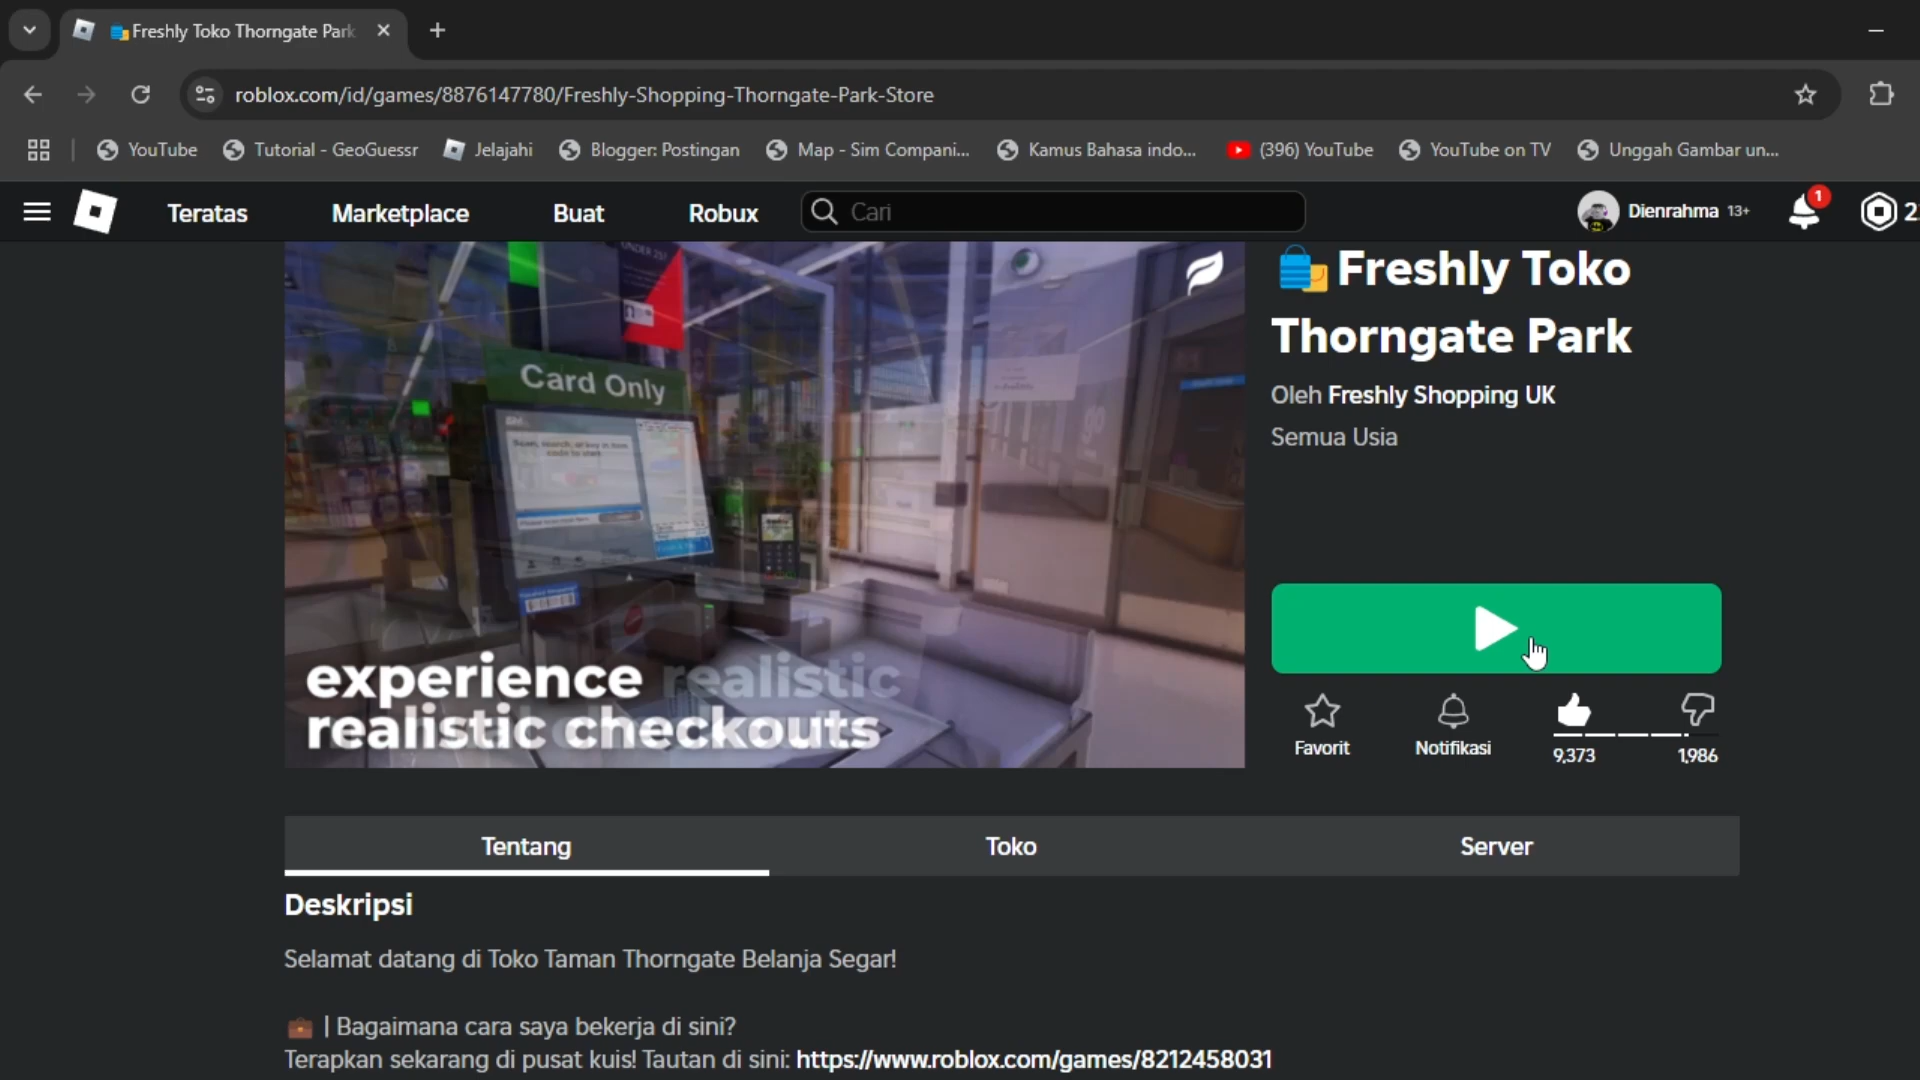 Freshly Toko Thorngate Park
roblox.com/id/games/8876147780/Freshly-Shopping-Thorngate-Park-Store
YouTube
Tutorial - GeoGuessr
Jelajahi
Blogger: Postingan
Map - Sim Compani...
Kamus Bahasa indo...
(396) YouTube
YouTube on TV
Unggah Gambar un...
Teratas
Marketplace
Buat
Robux
Cari
Dienrahma 13+
1
Card Only
experience realistic
realistic checkouts
Freshly Toko
Thorngate Park
Oleh Freshly Shopping UK
Semua Usia
Favorit
Notifikasi
9,373
1,986
Tentang
Toko
Server
Deskripsi
Selamat datang di Toko Taman Thorngate Belanja Segar!
| Bagaimana cara saya bekerja di sini?
Terapkan sekarang di pusat kuis! Tautan di sini: https://www.roblox.com/games/8212458031